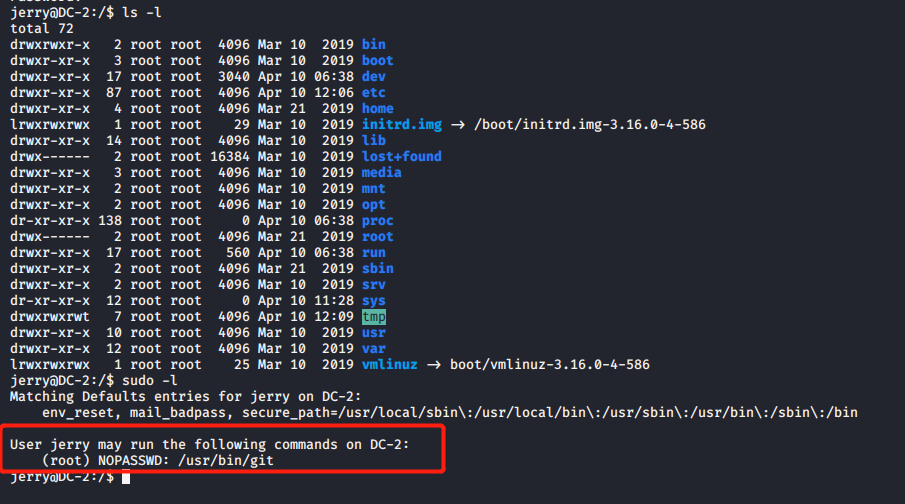 jerry@DC-2:/$ ls -l
total 72
drwxrwxr-x   2 root root  4096 Mar 10  2019 bin
drwxr-xr-x   3 root root  4096 Mar 10  2019 boot
drwxr-xr-x  17 root root  3040 Apr 10 06:38 dev
drwxr-xr-x  87 root root  4096 Apr 10 12:06 etc
drwxr-xr-x   4 root root  4096 Mar 21  2019 home
lrwxrwxrwx   1 root root    29 Mar 10  2019 initrd.img → /boot/initrd.img-3.16.0-4-586
drwxr-xr-x  14 root root  4096 Mar 10  2019 lib
drwx------   2 root root 16384 Mar 10  2019 lost+found
drwxr-xr-x   3 root root  4096 Mar 10  2019 media
drwxr-xr-x   2 root root  4096 Mar 10  2019 mnt
drwxr-xr-x   2 root root  4096 Mar 10  2019 opt
dr-xr-xr-x 138 root root     0 Apr 10 06:38 proc
drwx------   2 root root  4096 Mar 21  2019 root
drwxr-xr-x  17 root root   560 Apr 10 06:38 run
drwxr-xr-x   2 root root  4096 Mar 21  2019 sbin
drwxr-xr-x   2 root root  4096 Mar 10  2019 srv
dr-xr-xr-x  12 root root     0 Apr 10 11:28 sys
drwxrwxrwt   7 root root  4096 Apr 10 12:09 tmp
drwxr-xr-x  10 root root  4096 Mar 10  2019 usr
drwxr-xr-x  12 root root  4096 Mar 10  2019 var
lrwxrwxrwx   1 root root    25 Mar 10  2019 vmlinuz → boot/vmlinuz-3.16.0-4-586
jerry@DC-2:/$ sudo -l
Matching Defaults entries for jerry on DC-2:
    env_reset, mail_badpass, secure_path=/usr/local/sbin\:/usr/local/bin\:/usr/sbin\:/usr/bin\:/sbin\:/bin
User jerry may run the following commands on DC-2:
    (root) NOPASSWD: /usr/bin/git
jerry@DC-2:/$